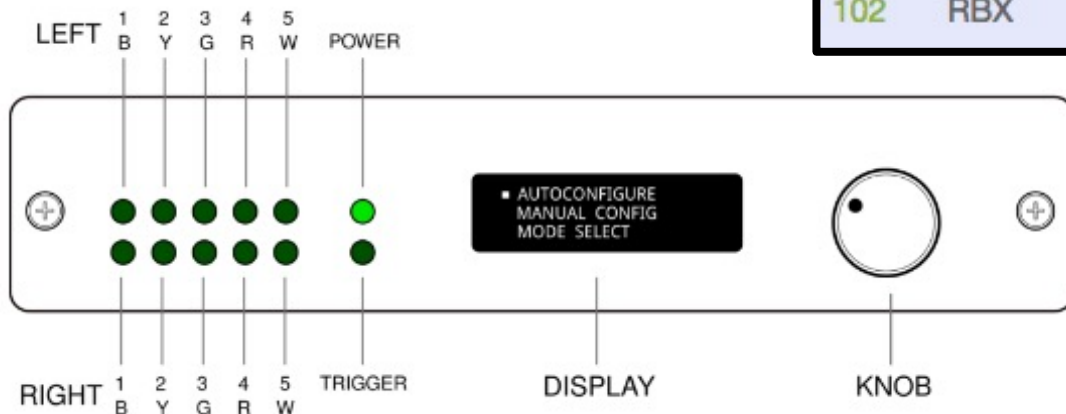 102 RBX
1 2 3 4 5
LEFT B Y G R W POWER
AUTOCONFIGURE
MANUAL CONFIG
MODE SELECT
RIGHT 1 2 3 4 5 TRIGGER DISPLAY KNOB
B Y G R W